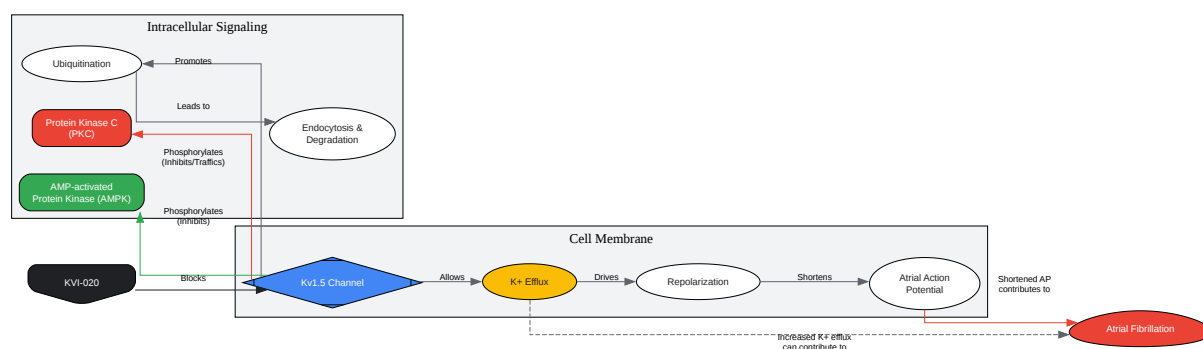 Intracellular Signaling
Ubiquitination
Promotes
Leads to
Endocytosis &
Degradation
Protein Kinase C
(PKC)
Phosphorylates
(Inhibits/Traffics)
AMP-activated
Protein Kinase (AMPK)
Phosphorylates
(Inhibits)
Cell Membrane
KVI-020
Blocks
Kv1.5 Channel
Allows
K+ Efflux
Drives
Repolarization
Shortens
Atrial Action
Potential
Shortened AP
contributes to
Increased K+ efflux
can contribute to
Atrial Fibrillation